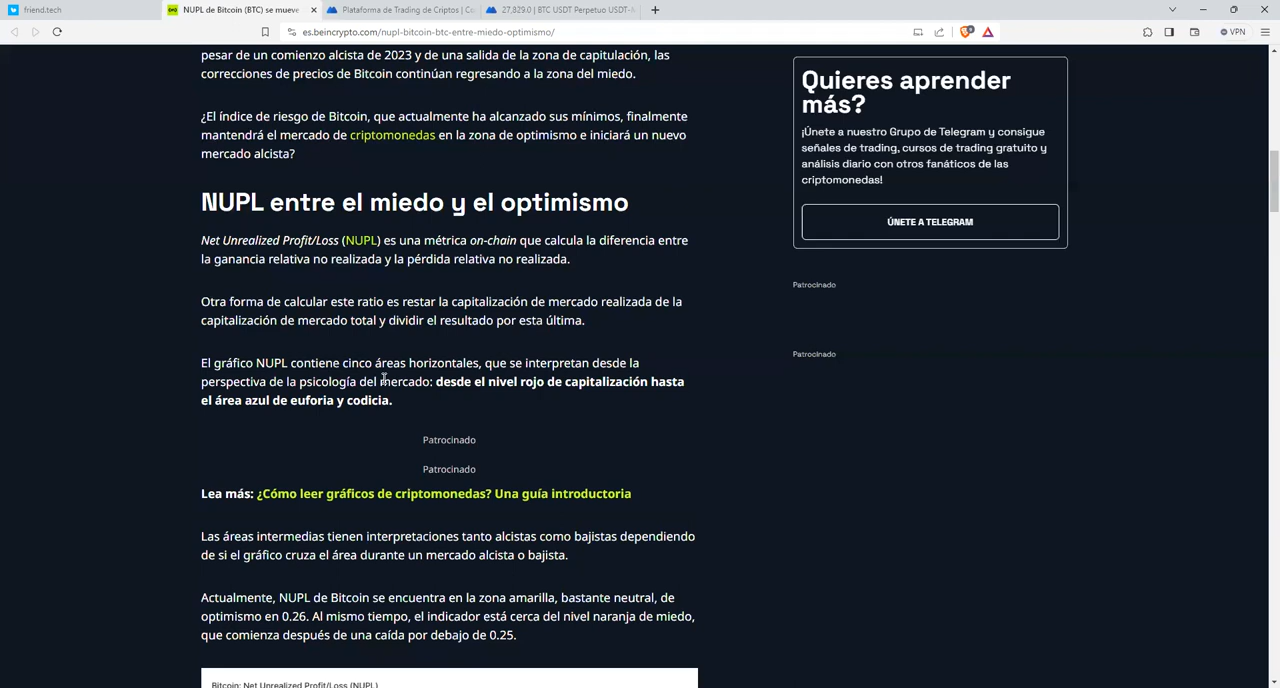 friend.tech
NUPL de Bitcoin (BTC) se mueve
Plataforma de Trading de Criptos | Co
27,829.0 | BTC USDT Perpetuo USDT-M
es.beincrypto.com/nupl-bitcoin-btc-entre-miedo-optimismo/
VPN
pesar de un comienzo alcista de 2023 y de una salida de la zona de capitulación, las
correcciones de precios de Bitcoin continúan regresando a la zona del miedo.
¿El índice de riesgo de Bitcoin, que actualmente ha alcanzado sus mínimos, finalmente
mantendrá el mercado de criptomonedas en la zona de optimismo e iniciará un nuevo
mercado alcista?
NUPL entre el miedo y el optimismo
Net Unrealized Profit/Loss (NUPL) es una métrica on-chain que calcula la diferencia entre
la ganancia relativa no realizada y la pérdida relativa no realizada.
Otra forma de calcular este ratio es restar la capitalización de mercado realizada de la
capitalización de mercado total y dividir el resultado por esta última.
El gráfico NUPL contiene cinco áreas horizontales, que se interpretan desde la
perspectiva de la psicología del mercado: desde el nivel rojo de capitalización hasta
el área azul de euforia y codicia.
Patrocinado
Patrocinado
Lea más: ¿Cómo leer gráficos de criptomonedas? Una guía introductoria
Las áreas intermedias tienen interpretaciones tanto alcistas como bajistas dependiendo
de si el gráfico cruza el área durante un mercado alcista o bajista.
Actualmente, NUPL de Bitcoin se encuentra en la zona amarilla, bastante neutral, de
optimismo en 0.26. Al mismo tiempo, el indicador está cerca del nivel naranja de miedo,
que comienza después de una caída por debajo de 0.25.
Bitcoin: Net Unrealized Profit/Loss (NUPL)
Quieres aprender
más?
¡Únete a nuestro Grupo de Telegram y consigue
señales de trading, cursos de trading gratuito y
análisis diario con otros fanáticos de las
criptomonedas!
ÚNETE A TELEGRAM
Patrocinado
Patrocinado